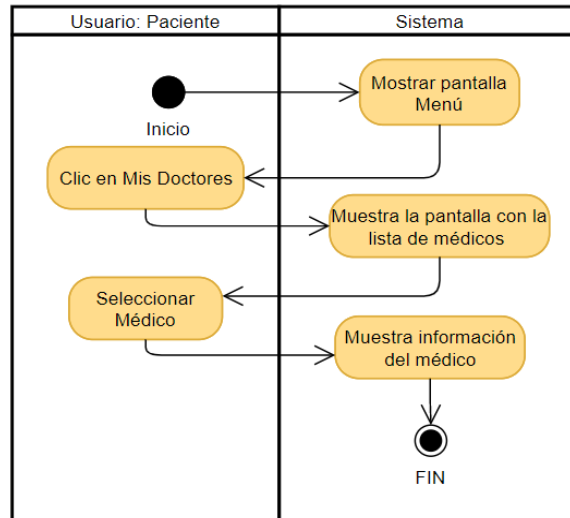 Usuario: Paciente
Sistema
Mostrar pantalla
Menú
Inicio
Clic en Mis Doctores
Muestra la pantalla con la
lista de médicos
Seleccionar
Médico
Muestra información
del médico
FIN